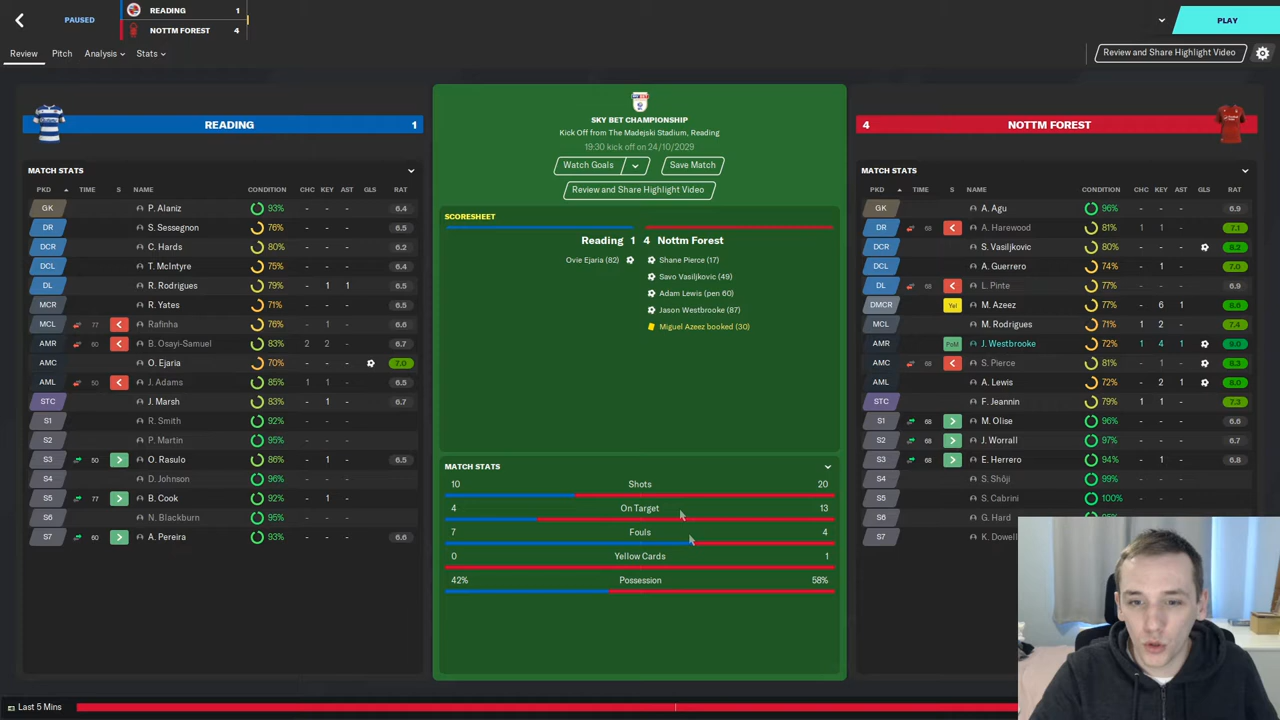 PAUSED
READING 1
NOTTM FOREST 4
PLAY
Review Pitch Analysis Stats
Review and Share Highlight Video
READING 1
MATCH STATS
PKD TIME S NAME CONDITION CHC KEY AST GLS RAT
GK P. Alaniz 93% - - - 6.4
DR S. Sessegnon 76% - - - 6.5
DCR C. Hards 80% - - - 6.2
DCL T. McIntyre 75% - - - 6.4
DL R. Rodrigues 79% - 1 1 6.5
MCR R. Yates 71% - - - 6.5
MCL 77 Rafinha 76% - 1 - 6.6
AMR 60 B. Osayi-Samuel 83% 2 2 - 6.7
AMC O. Ejaria 70% - - - 7.0
AML 50 J. Adams 85% 1 1 - 6.5
STC J. Marsh 83% - 1 - 6.7
S1 R. Smith 92% - - -
S2 P. Martin 95% - - -
S3 50 O. Rasulo 86% - 1 - 6.5
S4 D. Johnson 96% - - -
S5 77 B. Cook 92% - 1 -
S6 N. Blackburn 95% - - -
S7 60 A. Pereira 93% - - - 6.6
SKY BET CHAMPIONSHIP
Kick Off from The Madejski Stadium, Reading
19:30 kick off on 24/10/2029
Watch Goals Save Match
Review and Share Highlight Video
SCORESHEET
Reading 1 4 Nottm Forest
Ovie Ejaria (82) Shane Pierce (17)
Savo Vasiljkovic (49)
Adam Lewis (pen 60)
Jason Westbrooke (87)
Miguel Azeez booked (30)
MATCH STATS
10 Shots 20
4 On Target 13
7 Fouls 4
0 Yellow Cards 1
42% Possession 58%
4 NOTTM FOREST
MATCH STATS
PKD TIME S NAME CONDITION CHC KEY AST GLS RAT
GK A. Agu 96% - - - 6.9
DR 68 A. Harewood 81% 1 1 - 7.1
DCR S. Vasiljkovic 80% - - - 8.2
DCL A. Guerrero 74% - 1 - 7.0
DL 68 L. Pinte 77% - - - 6.9
DMCR Yel M. Azeez 77% - 6 1
MCL M. Rodrigues 71% 1 2 - 7.4
AMR PoM J. Westbrooke 72% 1 4 1 9.0
AMC 68 S. Pierce 81% - 1 - 8.3
AML A. Lewis 72% - 2 1 8.0
STC F. Jeannin 79% 1 1 - 7.3
S1 68 M. Olise 96% - - - 6.6
S2 68 J. Worrall 97% - - - 6.7
S3 68 E. Herrero 94% - 1 - 6.8
S4 S. Shōji 99% - - -
S5 S. Cabrini 100% - - -
S6 G. Hard
S7 K. Dowell
Last 5 Mins